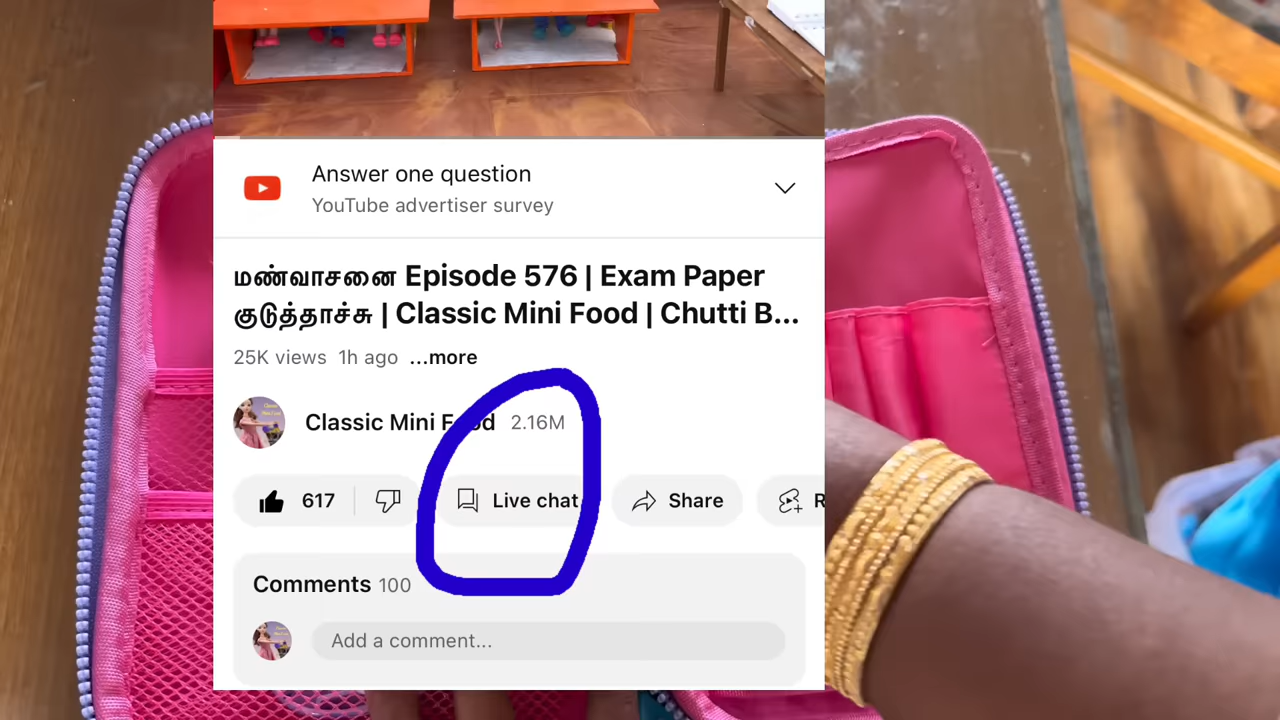 Answer one question
YouTube advertiser survey
மண்வாசனை Episode 576 | Exam Paper
குடுத்தாச்சு | Classic Mini Food | Chutti B...
25K views 1h ago ...more
Classic Mini Food 2.16M
617 Live chat Share R
Comments 100
Add a comment...